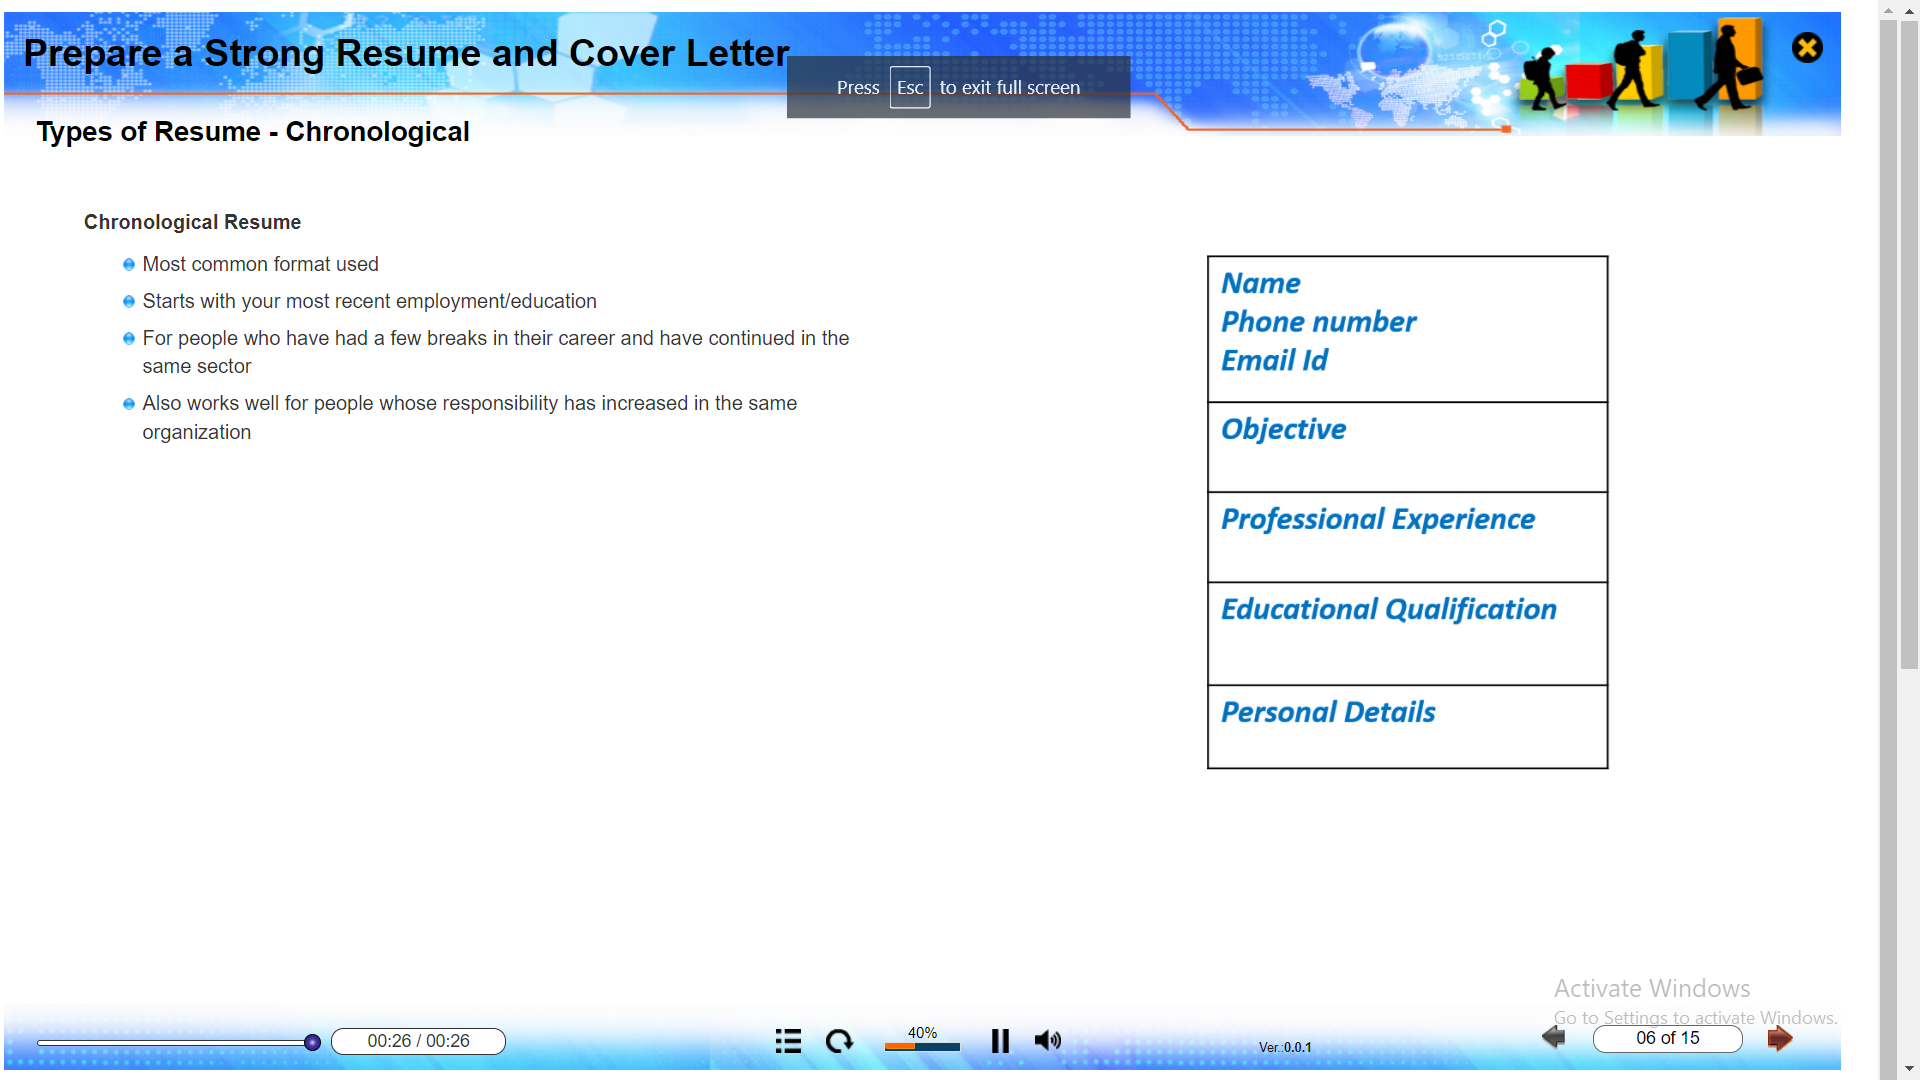 Prepare a Strong Resume and Cover Letter
Press Esc to exit full screen
Types of Resume - Chronological
Chronological Resume
Most common format used
Starts with your most recent employment/education
For people who have had a few breaks in their career and have continued in the
same sector
Also works well for people whose responsibility has increased in the same
organization
Name
Phone number
Email Id
Objective
Professional Experience
Educational Qualification
Personal Details
Activate Windows
Go to Settings to activate Windows.
00:26 / 00:26
40%
Ver.:0.0.1
06 of 15